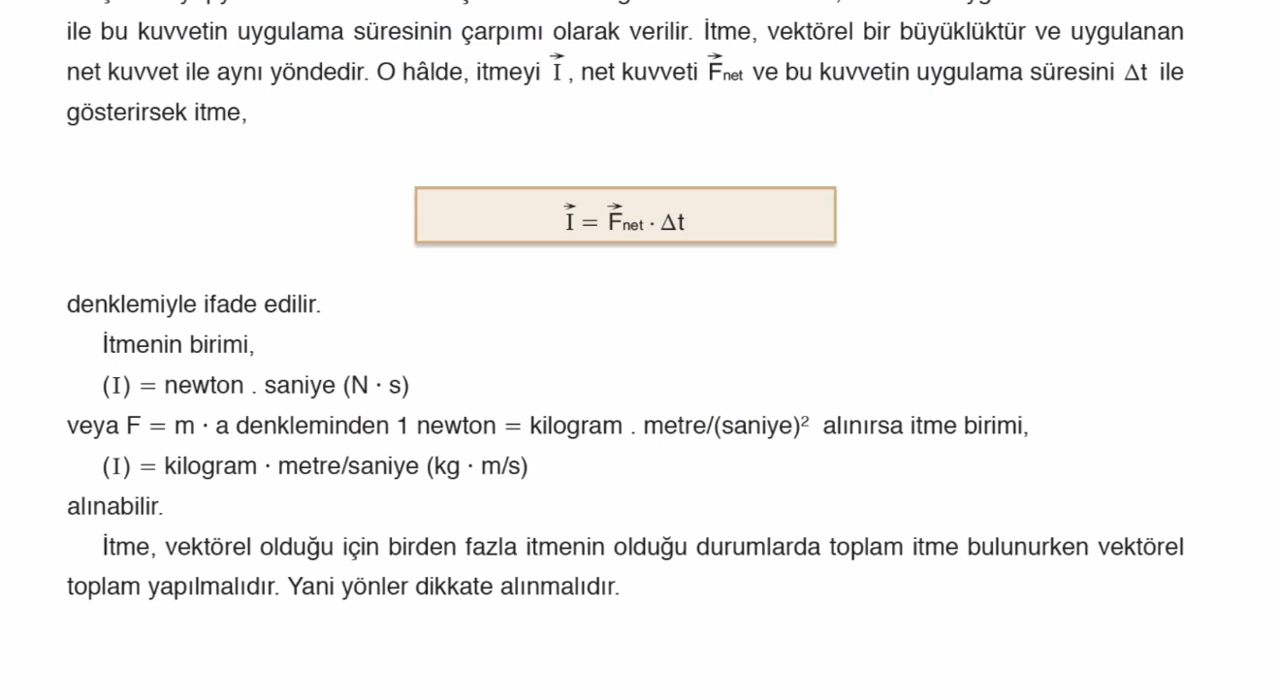 ile bu kuvvetin uygulama süresinin çarpımı olarak verilir. İtme, vektörel bir büyüklüktür ve uygulanan
net kuvvet ile aynı yöndedir. O hâlde, itmeyi I⃗ , net kuvveti F⃗net ve bu kuvvetin uygulama süresini Δt ile
gösterirsek itme,
I⃗ = F⃗net · Δt
denklemiyle ifade edilir.
İtmenin birimi,
(I) = newton . saniye (N · s)
veya F = m · a denkleminden 1 newton = kilogram . metre/(saniye)² alınırsa itme birimi,
(I) = kilogram · metre/saniye (kg · m/s)
alınabilir.
İtme, vektörel olduğu için birden fazla itmenin olduğu durumlarda toplam itme bulunurken vektörel
toplam yapılmalıdır. Yani yönler dikkate alınmalıdır.